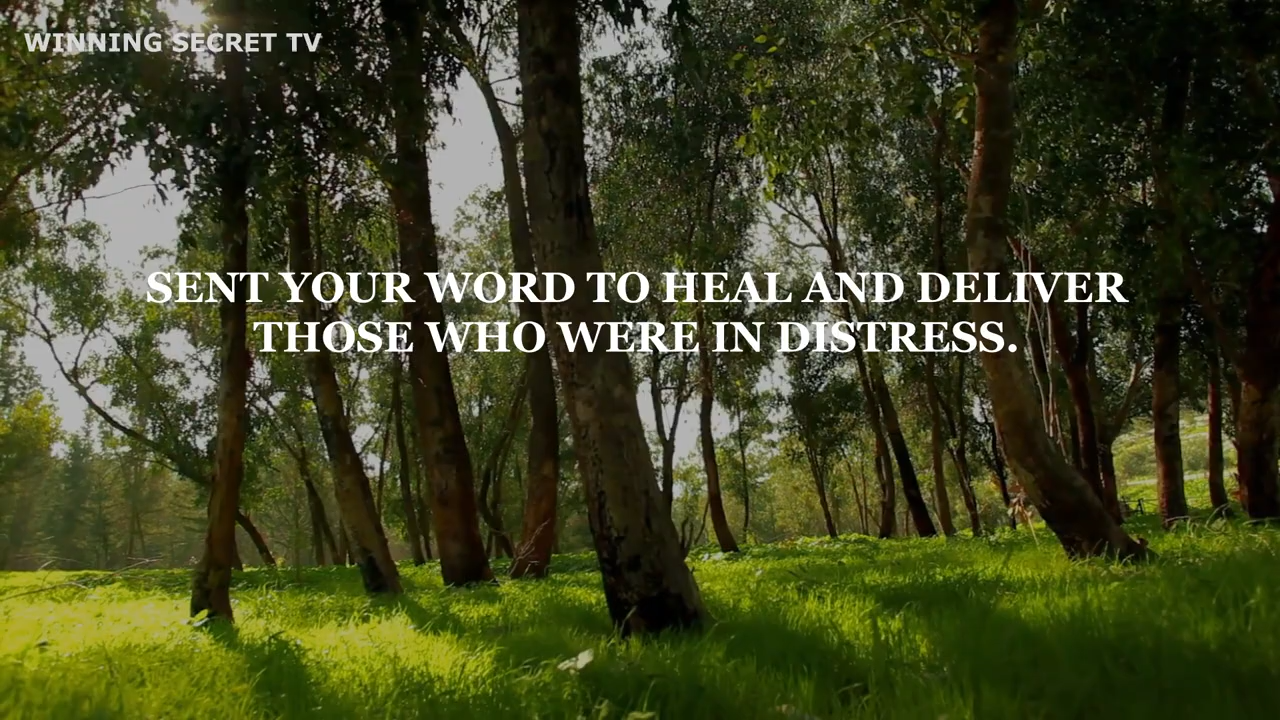 WINNING SECRET TV
SENT YOUR WORD TO HEAL AND DELIVER
THOSE WHO WERE IN DISTRESS.